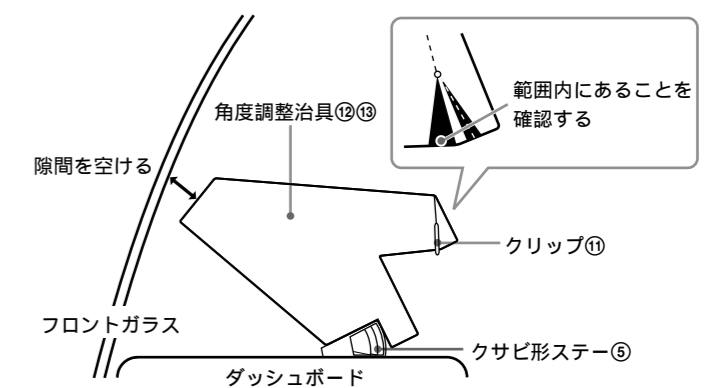 範囲内にあることを
確認する
角度調整治具⑫⑬
隙間を空ける
クリップ⑪
フロントガラス
クサビ形ステー⑤
ダッシュボード